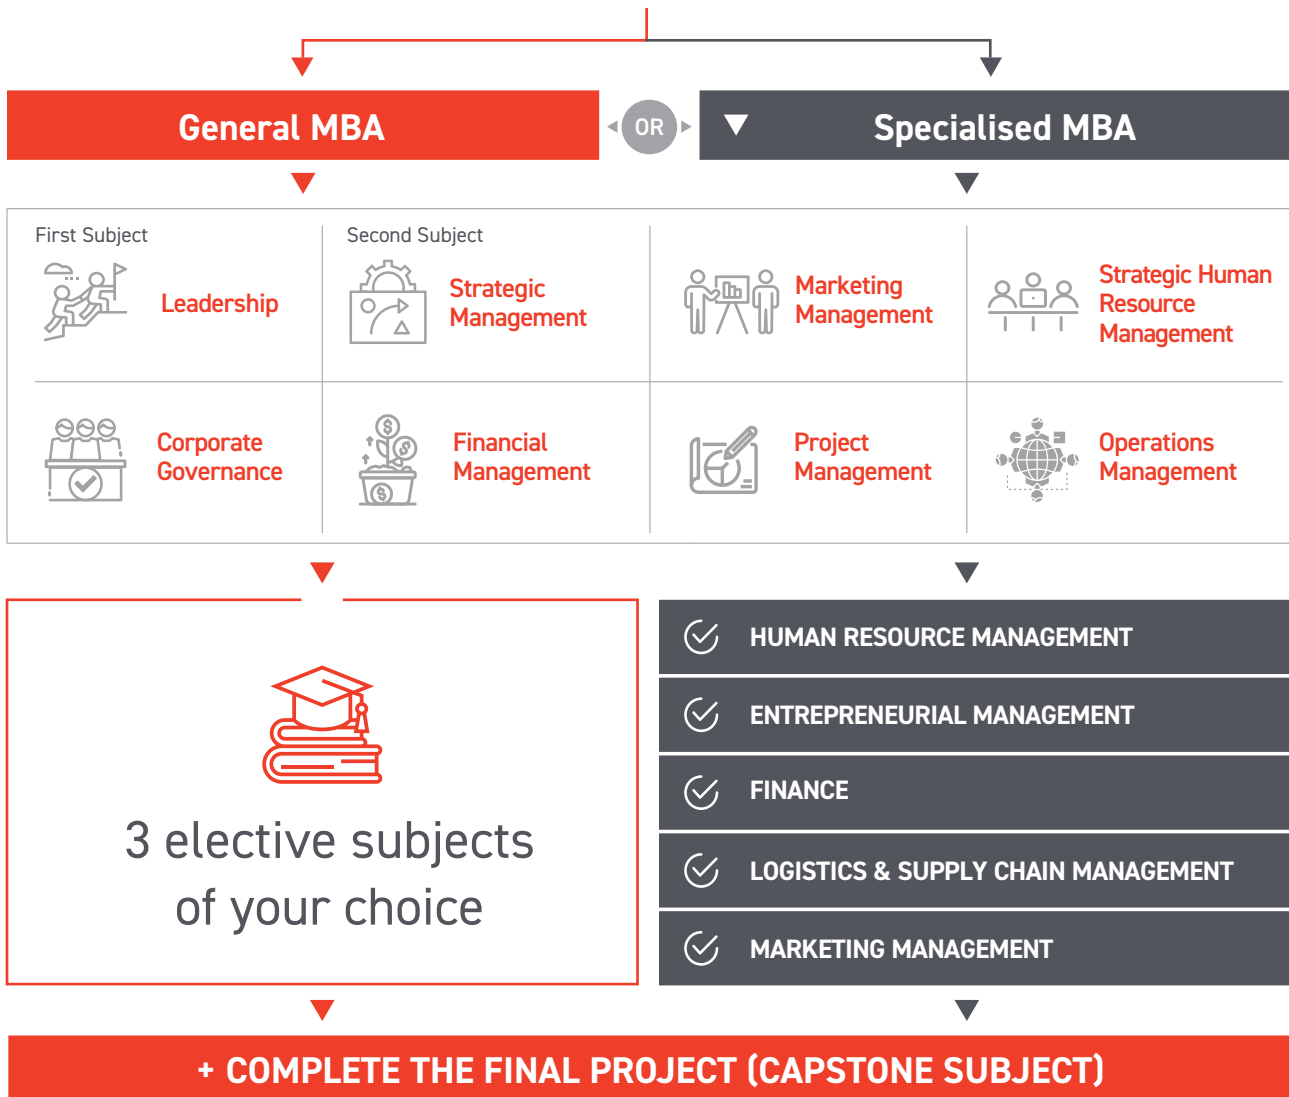 General MBA
OR
Specialised MBA
First Subject
Leadership
Second Subject
Strategic
Management
Marketing
Management
Strategic Human
Resource
Management
Corporate
Governance
Financial
Management
Project
Management
Operations
Management
3 elective subjects
of your choice
HUMAN RESOURCE MANAGEMENT
ENTREPRENEURIAL MANAGEMENT
FINANCE
LOGISTICS & SUPPLY CHAIN MANAGEMENT
MARKETING MANAGEMENT
+ COMPLETE THE FINAL PROJECT (CAPSTONE SUBJECT)